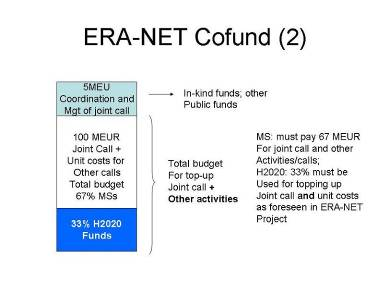 ERA-NET Cofund (2)
5MEU
Coordination and
Mgt of joint call
In-kind funds; other
Public funds
100 MEUR
Joint Call +
Unit costs for
Other calls
Total budget
67% MSs
33% H2020
Funds
Total budget
For top-up
Joint call +
Other activities
MS: must pay 67 MEUR
For joint call and other
Activities/calls;
H2020: 33% must be
Used for topping up
Joint call and unit costs
as foreseen in ERA-NET
Project